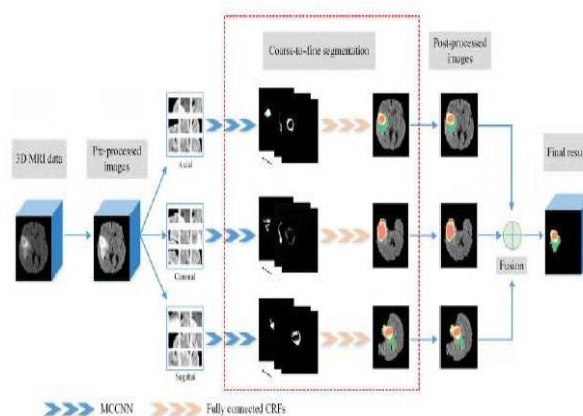 Coarse-to-fine segmentation
Post-processed
images
3D MRI data
Pre-processed
images
Final resu
Axial
Coronal
Sagittal
Fusion
MCCNN
Fully connected CRFs